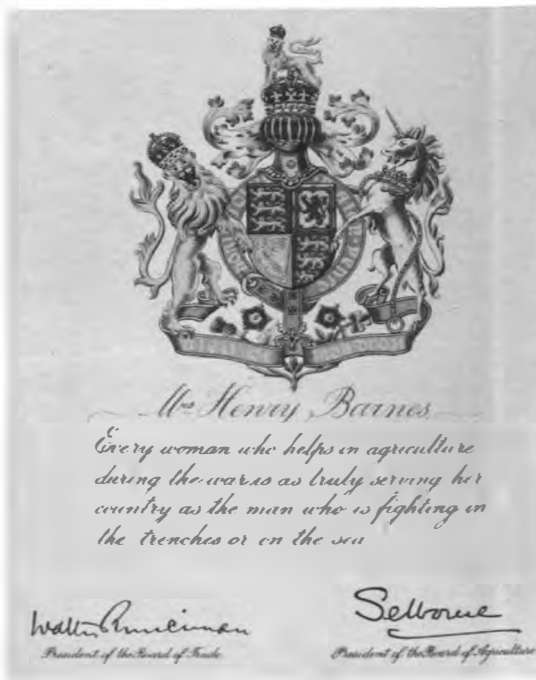 Mrs Henry Barnes
Every woman who helps in agriculture
during the war is as truly serving her
country as the man who is fighting in
the trenches or on the sea
Walter Runciman
Selborne
President of the Board of Trade
President of the Board of Agriculture